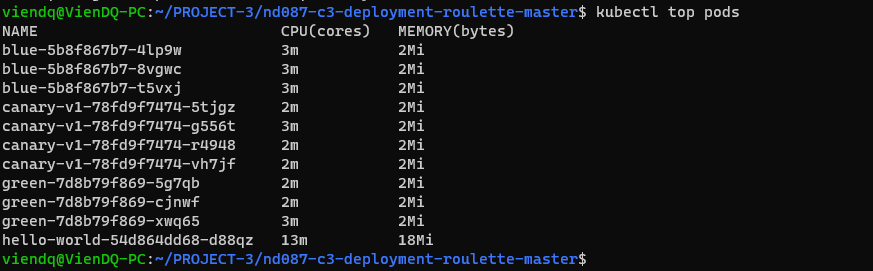 viendq@VienDQ-PC:~/PROJECT-3/nd087-c3-deployment-roulette-master$ kubectl top pods
NAME CPU(cores) MEMORY(bytes)
blue-5b8f867b7-4lp9w 3m 2Mi
blue-5b8f867b7-8vgwc 3m 2Mi
blue-5b8f867b7-t5vxj 3m 2Mi
canary-v1-78fd9f7474-5tjgz 2m 2Mi
canary-v1-78fd9f7474-g556t 3m 2Mi
canary-v1-78fd9f7474-r4948 2m 2Mi
canary-v1-78fd9f7474-vh7jf 2m 2Mi
green-7d8b79f869-5g7qb 2m 2Mi
green-7d8b79f869-cjnwf 2m 2Mi
green-7d8b79f869-xwq65 3m 2Mi
hello-world-54d864dd68-d88qz 13m 18Mi
viendq@VienDQ-PC:~/PROJECT-3/nd087-c3-deployment-roulette-master$